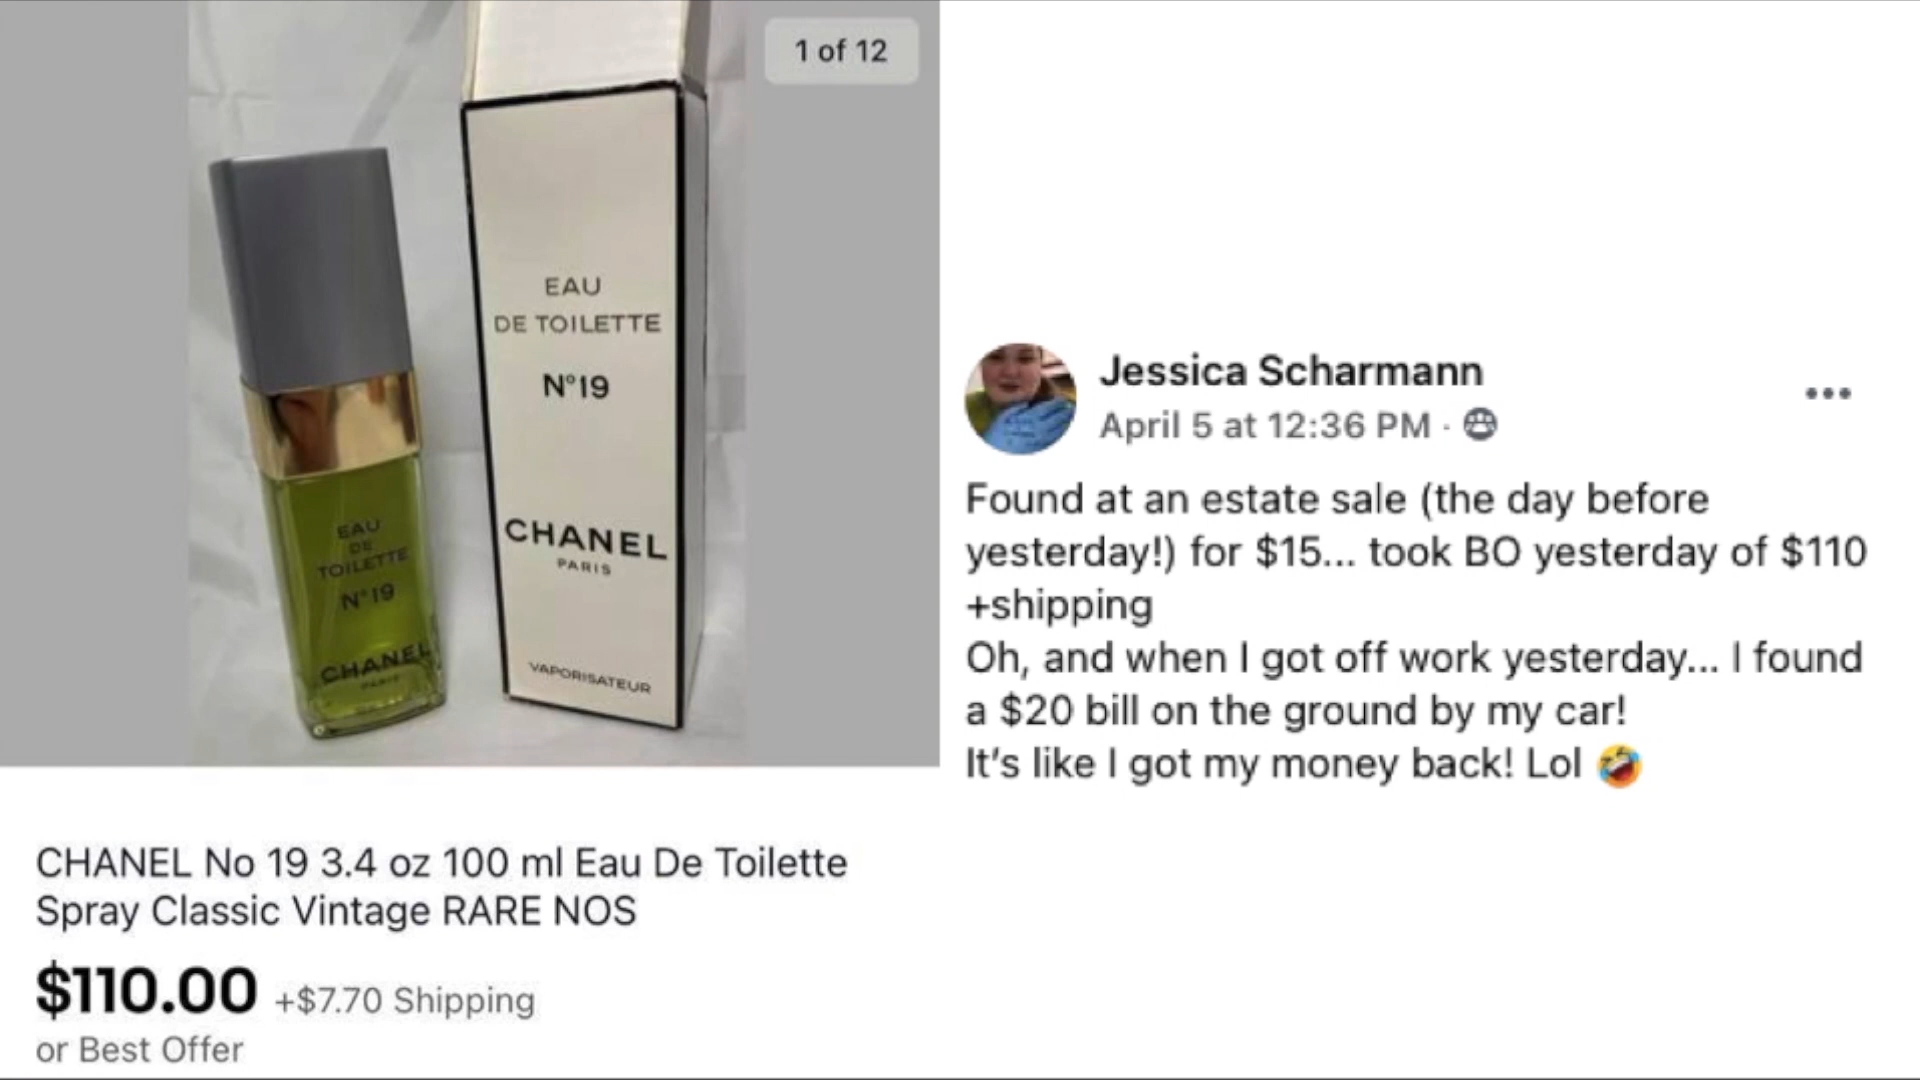 1 of 12
EAU
DE TOILETTE
N°19
CHANEL
PARIS
VAPORISATEUR
EAU
DE
TOILETTE
N°19
CHANEL
PARIS
CHANEL No 19 3.4 oz 100 ml Eau De Toilette
Spray Classic Vintage RARE NOS
$110.00 +$7.70 Shipping
or Best Offer
Jessica Scharmann
April 5 at 12:36 PM ·
Found at an estate sale (the day before
yesterday!) for $15... took BO yesterday of $110
+shipping
Oh, and when I got off work yesterday... I found
a $20 bill on the ground by my car!
It's like I got my money back! Lol 🤣